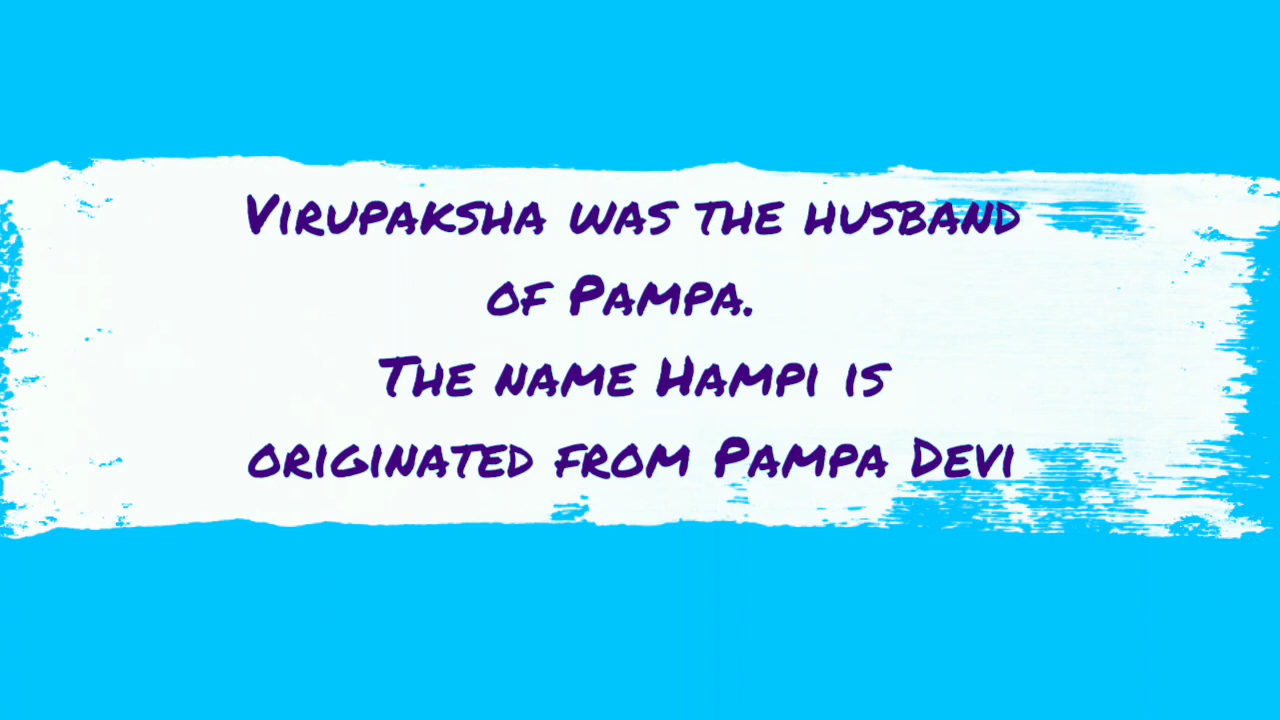 Virupaksha was the husband
of Pampa.
The name Hampi is
originated from Pampa Devi